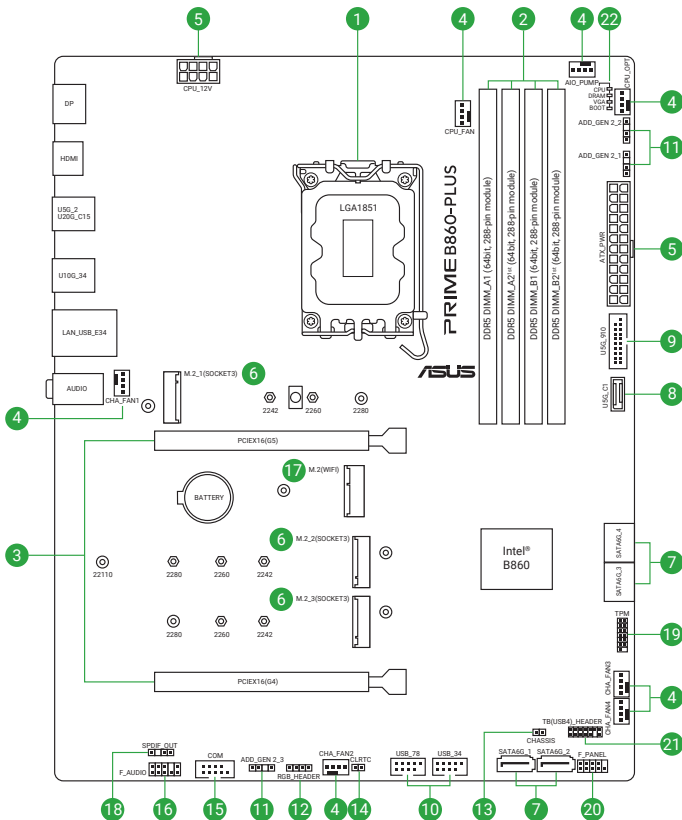 5
1
4
2
4
22
CPU_12V
AIO_PUMP
CPU_OPT
CPU
DRAM
VGA
BOOT
4
DP
CPU_FAN
ADD_GEN 2_2
11
HDMI
ADD_GEN 2_1
U5G_2
U20G_C15
LGA1851
PRIME B860-PLUS
DDR5 DIMM_A1 (64bit, 288-pin module)
DDR5 DIMM_A2¹ˢᵗ (64bit, 288-pin module)
DDR5 DIMM_B1 (64bit, 288-pin module)
DDR5 DIMM_B2¹ˢᵗ (64bit, 288-pin module)
ATX_PWR
5
U10G_34
LAN_USB_E34
U5G_910
9
ASUS
AUDIO
M.2_1(SOCKET3)
6
U5G_C1
8
4
CHA_FAN1
2242
2260
2280
PCIEX16(G5)
17
M.2(WIFI)
BATTERY
3
6
M.2_2(SOCKET3)
Intel®
B860
SATA6G_4
7
22110
2280
2260
2242
6
M.2_3(SOCKET3)
SATA6G_3
TPM
19
2280
2260
2242
PCIEX16(G4)
CHA_FAN3
4
CHA_FAN4
TB(USB4)_HEADER
13
CHASSIS
21
SPDIF_OUT
18
F_AUDIO
COM
ADD_GEN 2_3
RGB_HEADER
CHA_FAN2
CLRTC
USB_78
USB_34
SATA6G_1
SATA6G_2
F_PANEL
16
15
11
12
4
14
10
13
7
20